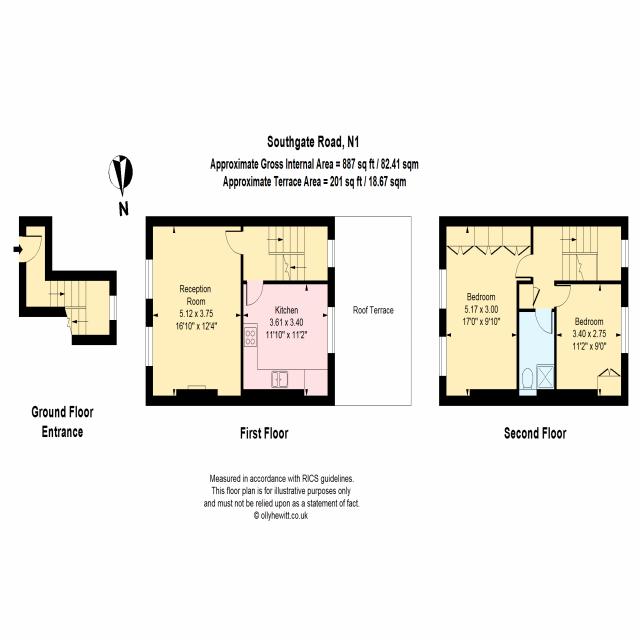 Southgate Road, N1
Approximate Gross Internal Area = 887 sq ft / 82.41 sqm
Approximate Terrace Area = 201 sq ft / 18.67 sqm
N
Reception
Room
5.12 x 3.75
16'10" x 12'4"
Kitchen
3.61 x 3.40
11'10" x 11'2"
Roof Terrace
Bedroom
5.17 x 3.00
17'0" x 9'10"
Bedroom
3.40 x 2.75
11'2" x 9'0"
Ground Floor
Entrance
First Floor
Second Floor
Measured in accordance with RICS guidelines.
This floor plan is for illustrative purposes only
and must not be relied upon as a statement of fact.
© ollyhewitt.co.uk